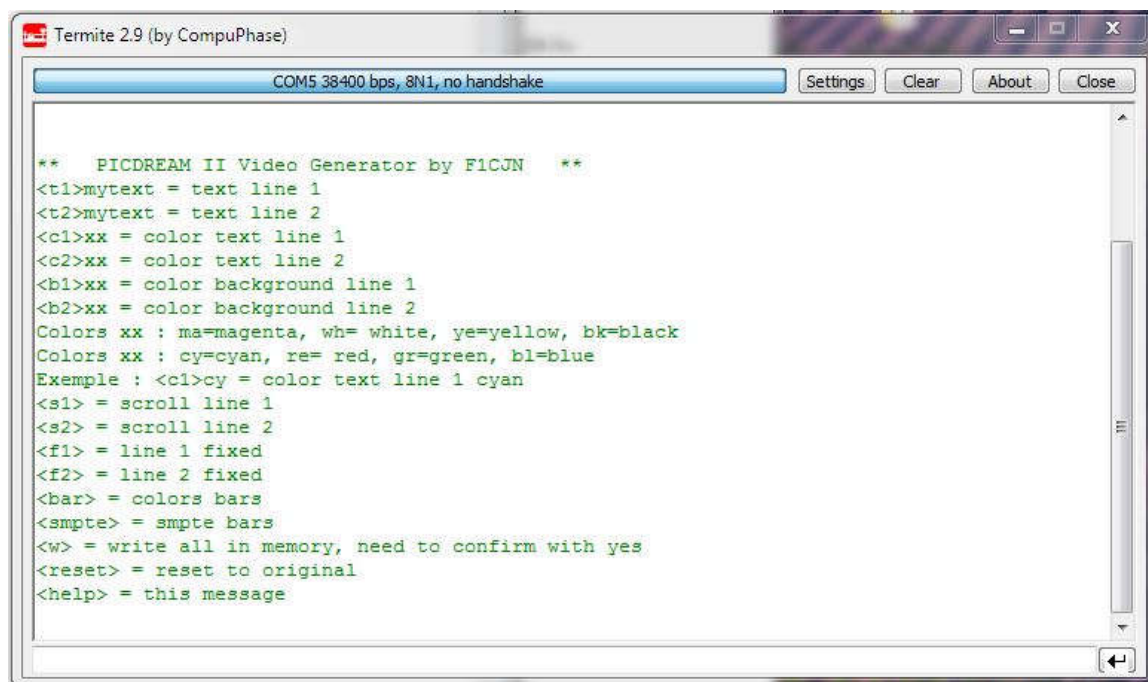 Termite 2.9 (by CompuPhase)
COM5 38400 bps, 8N1, no handshake
Settings
Clear
About
Close
** PICDREAM II Video Generator by F1CJN **
<t1>mytext = text line 1
<t2>mytext = text line 2
<c1>xx = color text line 1
<c2>xx = color text line 2
<b1>xx = color background line 1
<b2>xx = color background line 2
Colors xx : ma=magenta, wh= white, ye=yellow, bk=black
Colors xx : cy=cyan, re= red, gr=green, bl=blue
Exemple : <c1>cy = color text line 1 cyan
<s1> = scroll line 1
<s2> = scroll line 2
<f1> = line 1 fixed
<f2> = line 2 fixed
<bar> = colors bars
<smpte> = smpte bars
<w> = write all in memory, need to confirm with yes
<reset> = reset to original
<help> = this message